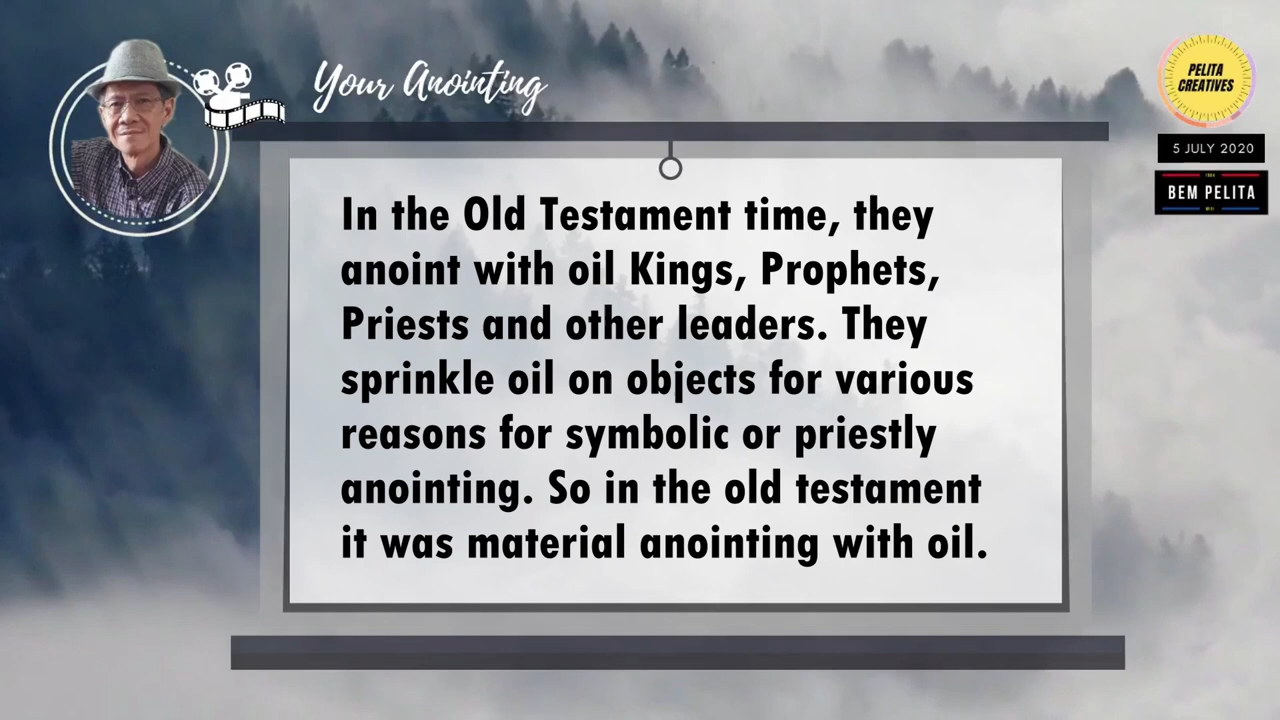 Your Anointing
PELITA
CREATIVES
5 JULY 2020
BEM PELITA
In the Old Testament time, they
anoint with oil Kings, Prophets,
Priests and other leaders. They
sprinkle oil on objects for various
reasons for symbolic or priestly
anointing. So in the old testament
it was material anointing with oil.